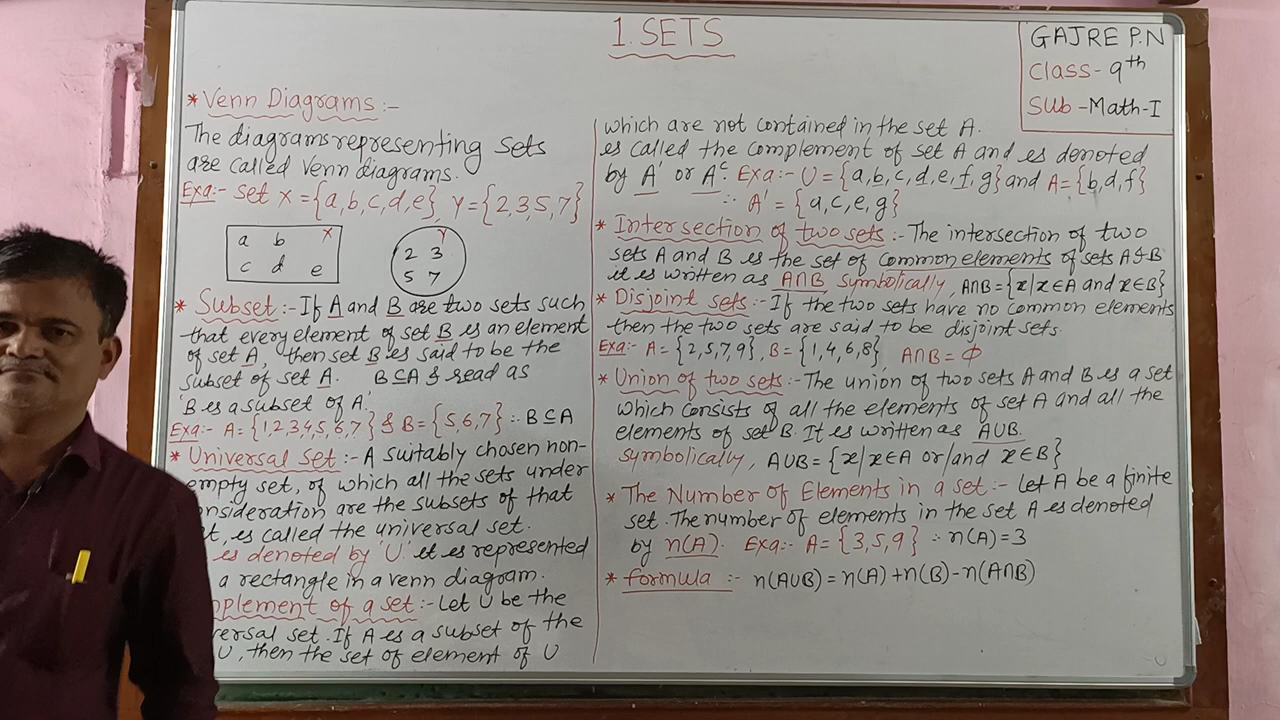 1. SETS
GAJRE P.N
Class - 9th
Sub - Math-I
* Venn Diagrams :-
The diagrams representing sets
are called Venn diagrams.
Exa:- set X = {a,b,c,d,e}, Y = {2,3,5,7}
a b X
c d e
Y
2 3
5 7
* Subset :- If A and B are two sets such
that every element of set B is an element
of set A, then set B is said to be the
subset of set A. B⊆A & read as
'B is a subset of A'
Exa:- A = {1,2,3,4,5,6,7} & B = {5,6,7} ∴ B⊆A
* Universal set :- A suitably chosen non-
empty set, of which all the sets under
onsideration are the subsets of that
t, is called the universal set.
is denoted by 'U'. it is represented
a rectangle in a venn diagram.
mplement of a set :- Let U be the
versal set. If A is a subset of the
U, then the set of element of U
which are not contained in the set A.
is called the complement of set A and is denoted
by A' or Aᶜ. Exa:- U = {a,b,c,d,e,f,g} and A = {b,d,f}
∴ A' = {a,c,e,g}
* Intersection of two sets :- The intersection of two
sets A and B is the set of common elements of sets A & B
it is written as A∩B, symbolically, A∩B = {x/x∈A and x∈B}
* Disjoint sets :- If the two sets have no common elements
then the two sets are said to be disjoint sets.
Exa:- A = {2,5,7,9}, B = {1,4,6,8}, A∩B = ϕ
* Union of two sets :- The union of two sets A and B is a set
which consists of all the elements of set A and all the
elements of set B. It is written as A∪B.
symbolically, A∪B = {x/x∈A or/and x∈B}
* The Number of Elements in a set :- Let A be a finite
set. The number of elements in the set A is denoted
by n(A). Exa:- A = {3,5,9} ∴ n(A) = 3
* formula :- n(A∪B) = n(A) + n(B) - n(A∩B)